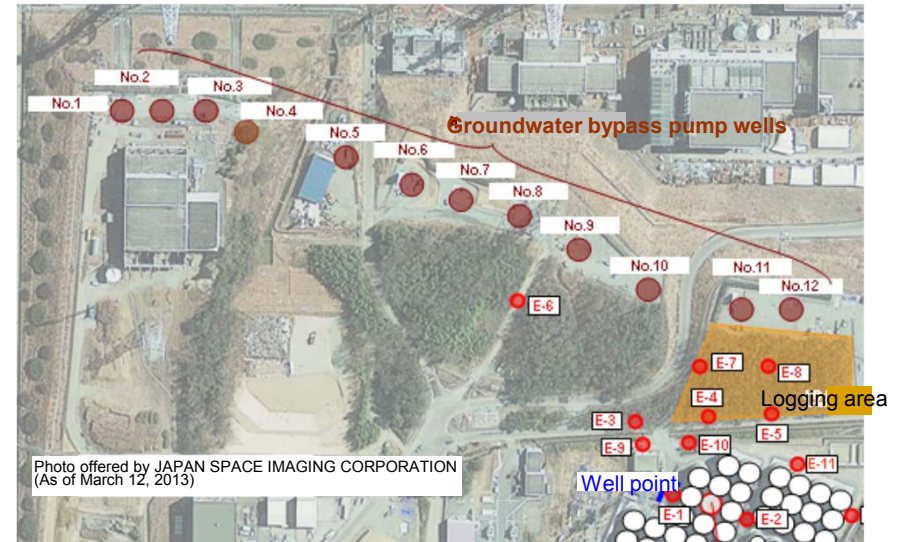 No.1
No.2
No.3
No.4
No.5
No.6
No.7
No.8
No.9
No.10
No.11
No.12
Groundwater bypass pump wells
E-6
E-7
E-8
E-4
Logging area
E-3
E-5
E-9
E-10
E-11
Photo offered by JAPAN SPACE IMAGING CORPORATION
(As of March 12, 2013)
Well point
E-1
E-2